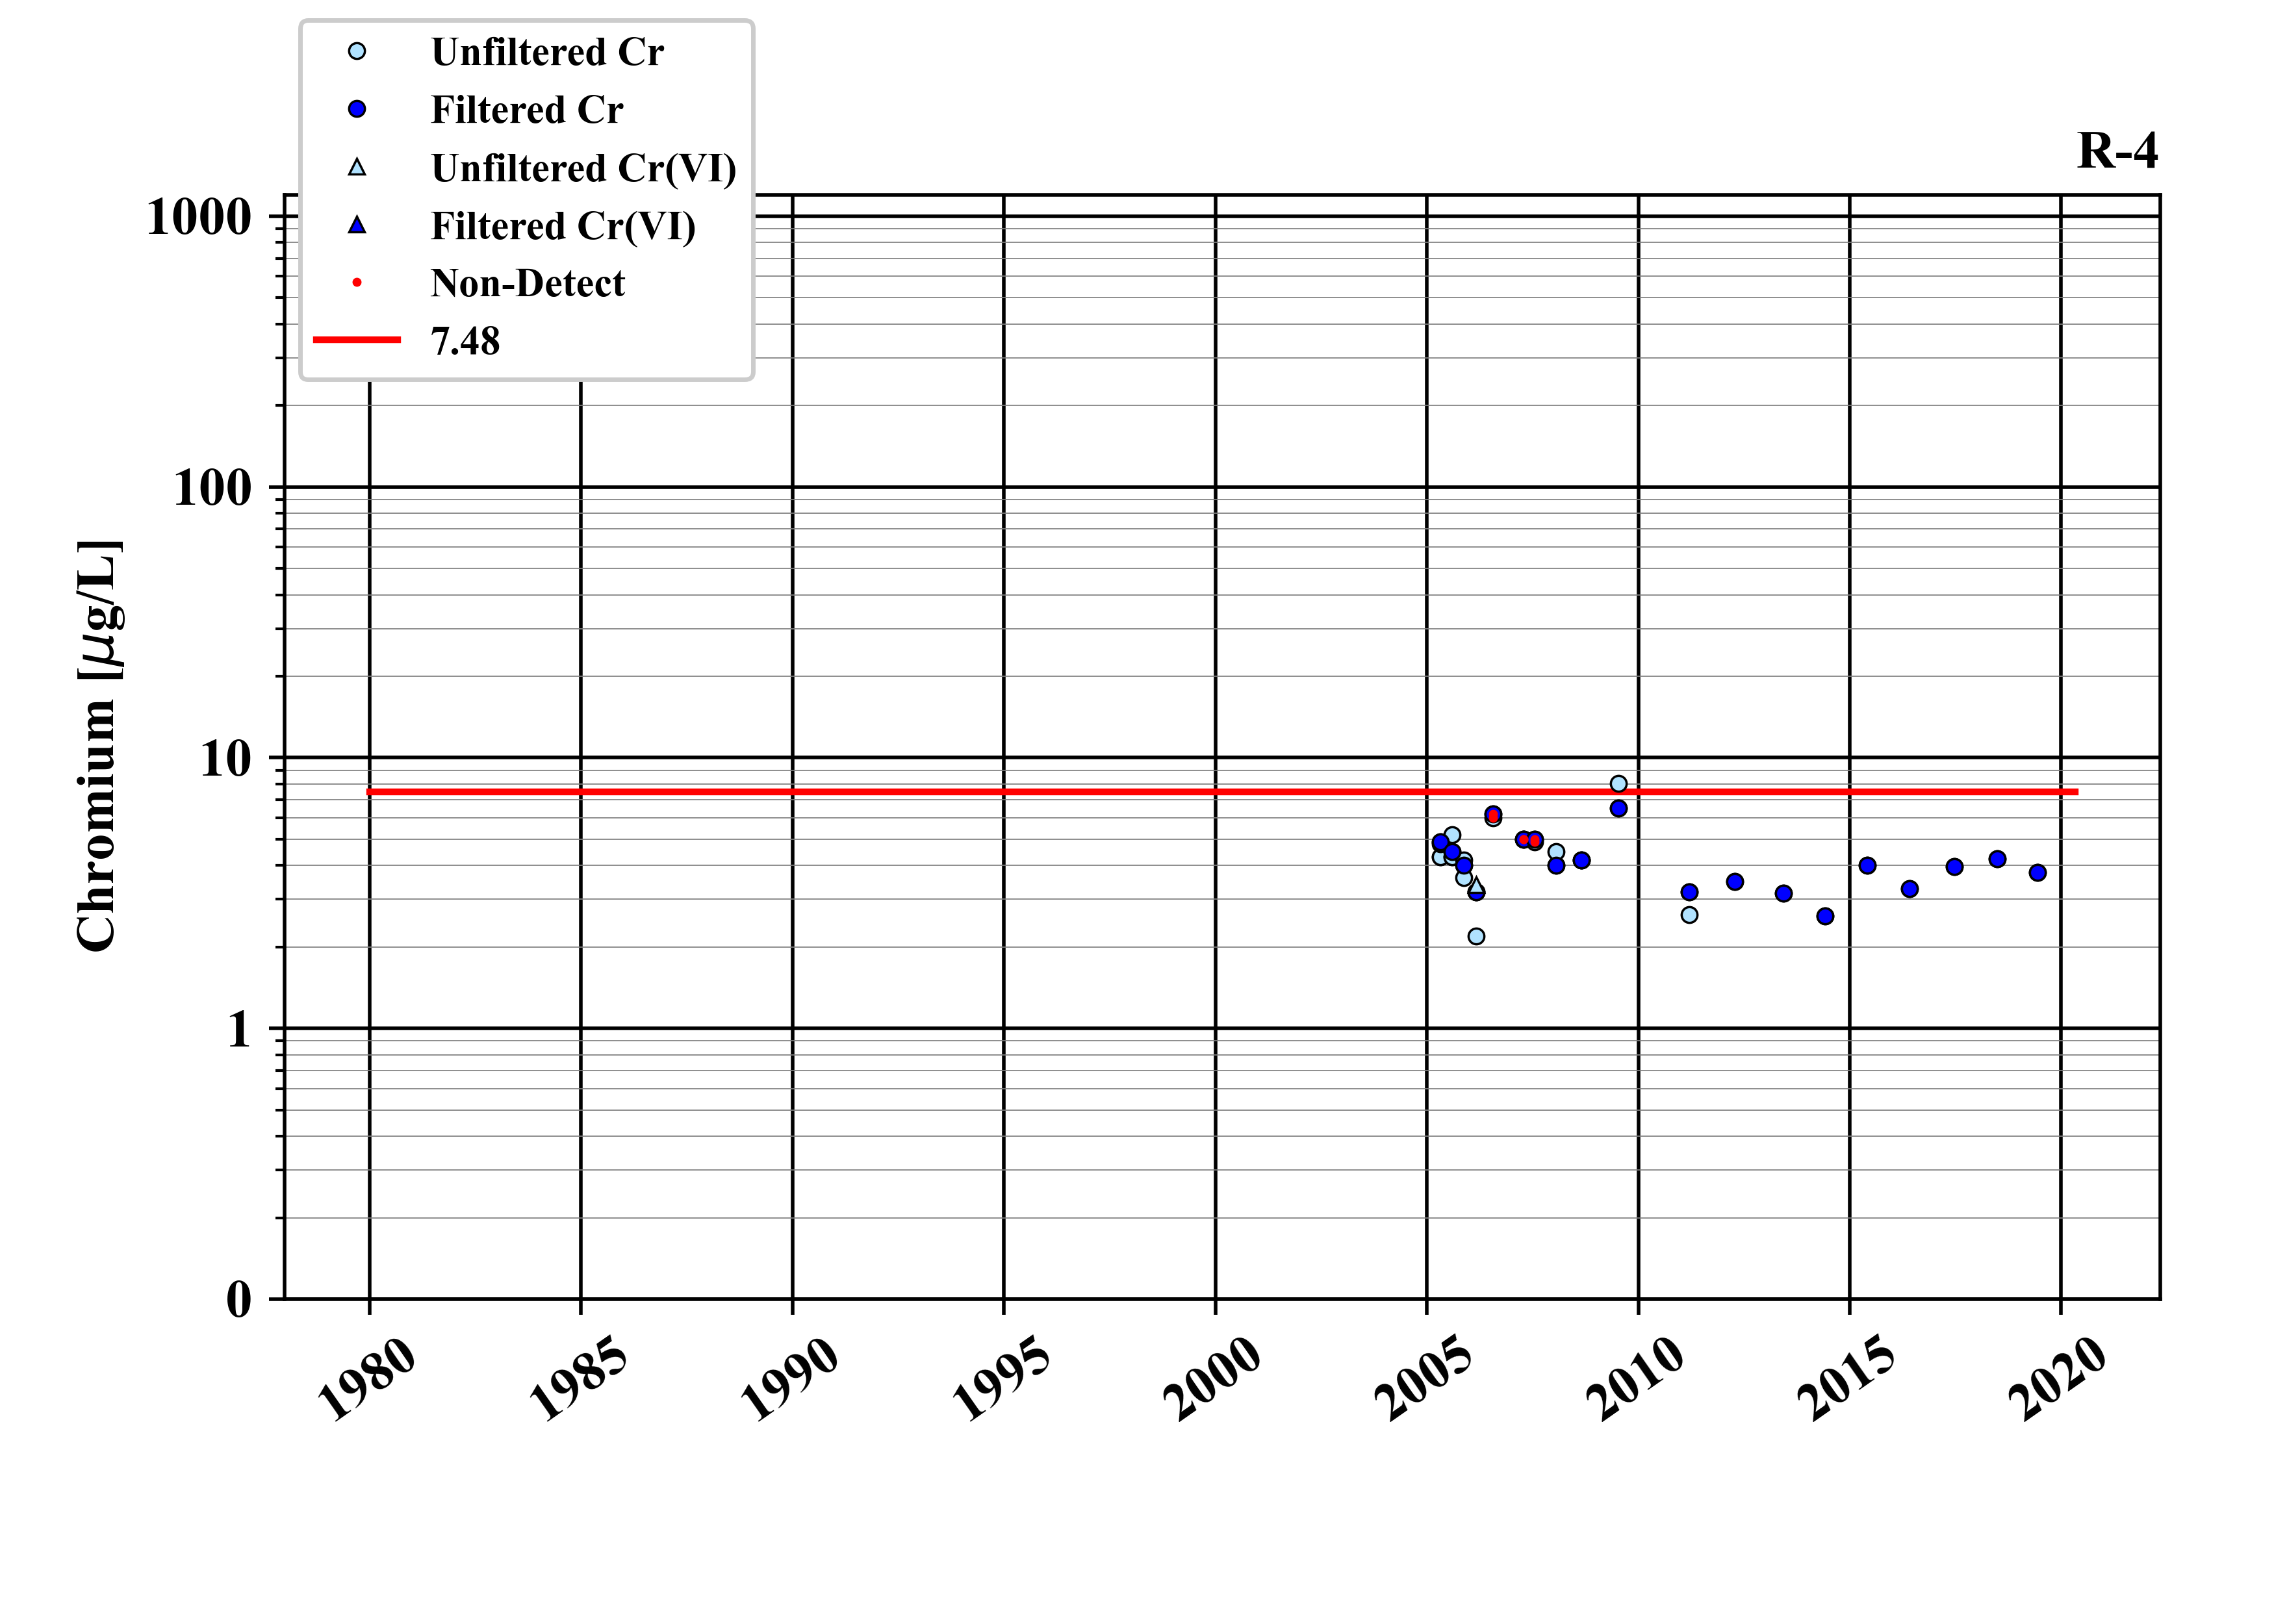 Unfiltered Cr
Filtered Cr
Unfiltered Cr(VI)
Filtered Cr(VI)
Non-Detect
7.48
R-4
1000
100
10
1
0
Chromium [μg/L]
1980
1985
1990
1995
2000
2005
2010
2015
2020